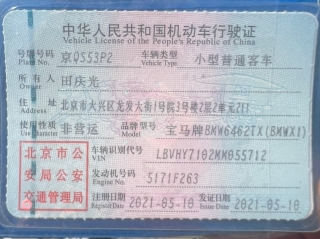 中华人民共和国机动车行驶证
Vehicle License of the People's Republic of China
号牌号码 京QS53P2 车辆类型 小型普通客车
Plate No. Vehicle Type
所有人 田庆光
Owner
住址 北京市大兴区龙发大街1号院3号楼2层2单元211
Address
使用性质 非营运 品牌型号 宝马牌BMW6462TX(BMWX1)
北京市公安局公安交通管理局
车辆识别代号 LBVHY7102MM055712
VIN
发动机号码 5171F263
Engine No.
注册日期 2021-05-10 发证日期 2021-05-10
Register Date Issue Date